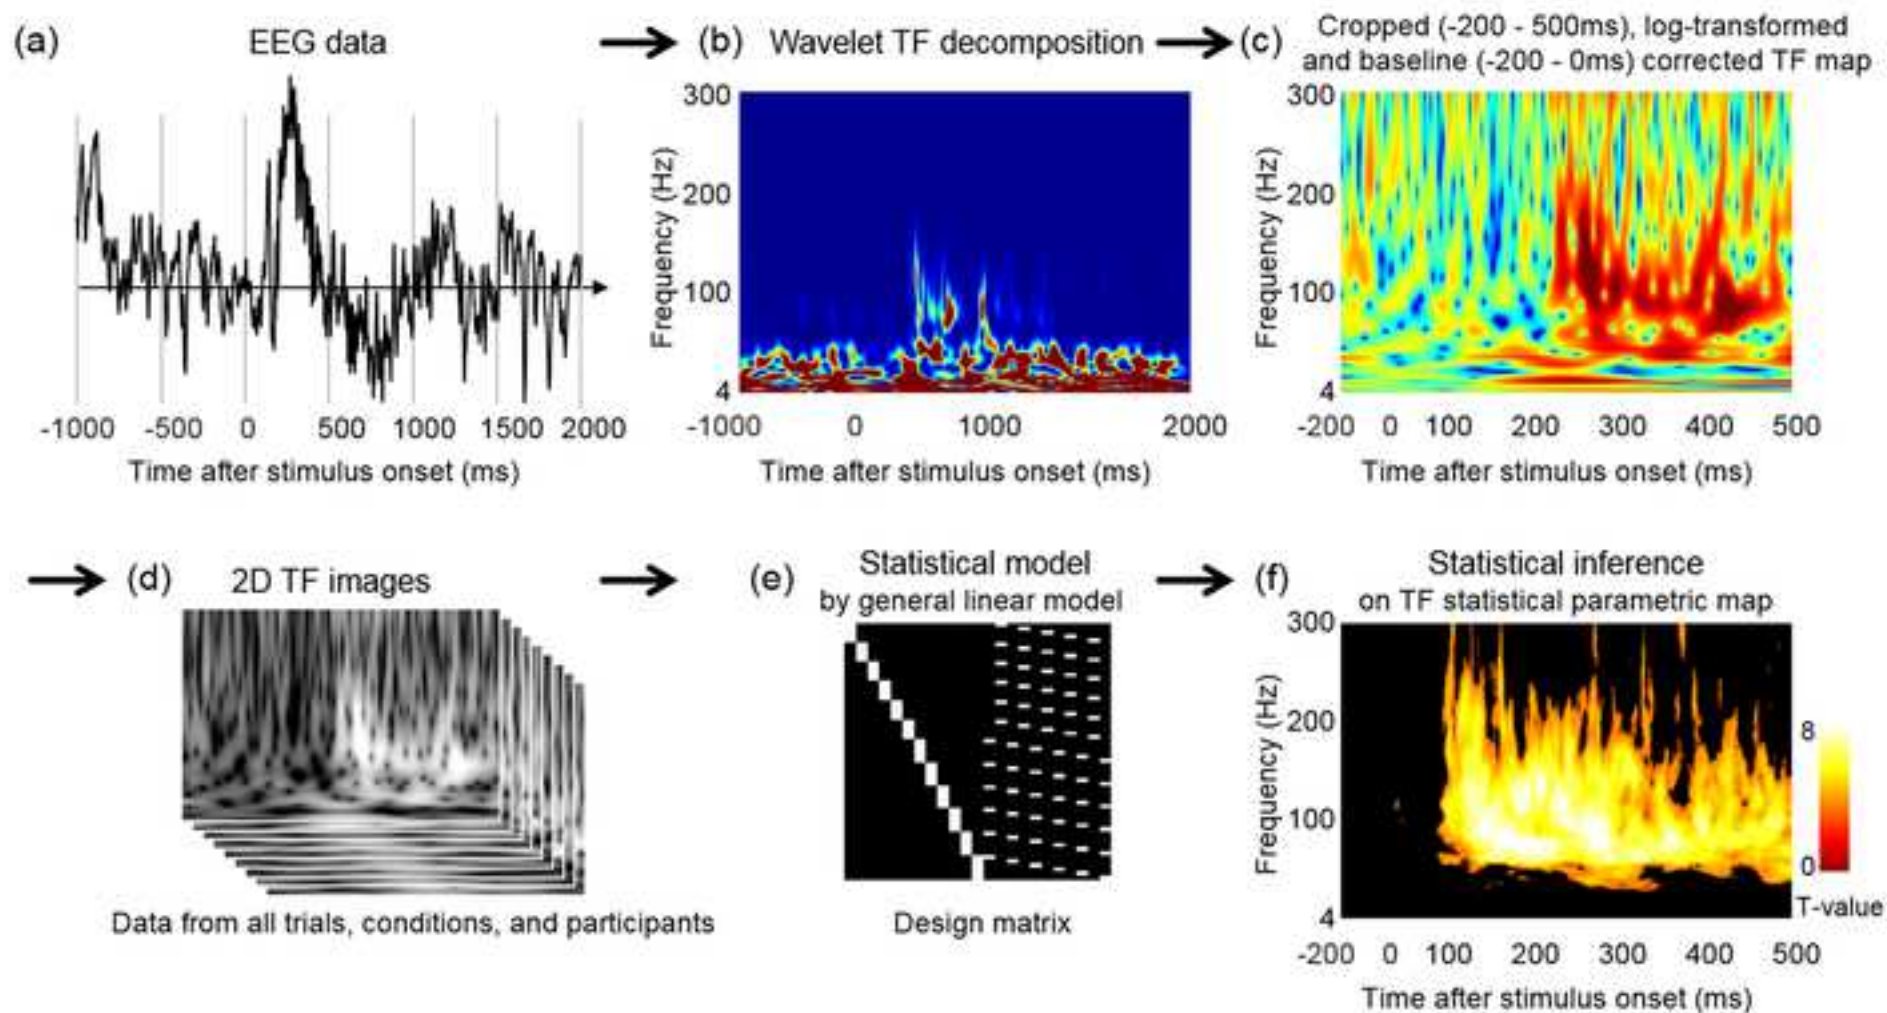 (a) EEG data
(b) Wavelet TF decomposition
(c) Cropped (-200 - 500ms), log-transformed
and baseline (-200 - 0ms) corrected TF map
-1000 -500 0 500 1000 1500 2000
Time after stimulus onset (ms)
300
200
100
4
Frequency (Hz)
-1000 0 1000 2000
Time after stimulus onset (ms)
300
200
100
4
Frequency (Hz)
-200 0 100 200 300 400 500
Time after stimulus onset (ms)
(d) 2D TF images
Data from all trials, conditions, and participants
(e) Statistical model
by general linear model
Design matrix
(f) Statistical inference
on TF statistical parametric map
300
200
100
4
Frequency (Hz)
-200 0 100 200 300 400 500
Time after stimulus onset (ms)
8
0
T-value